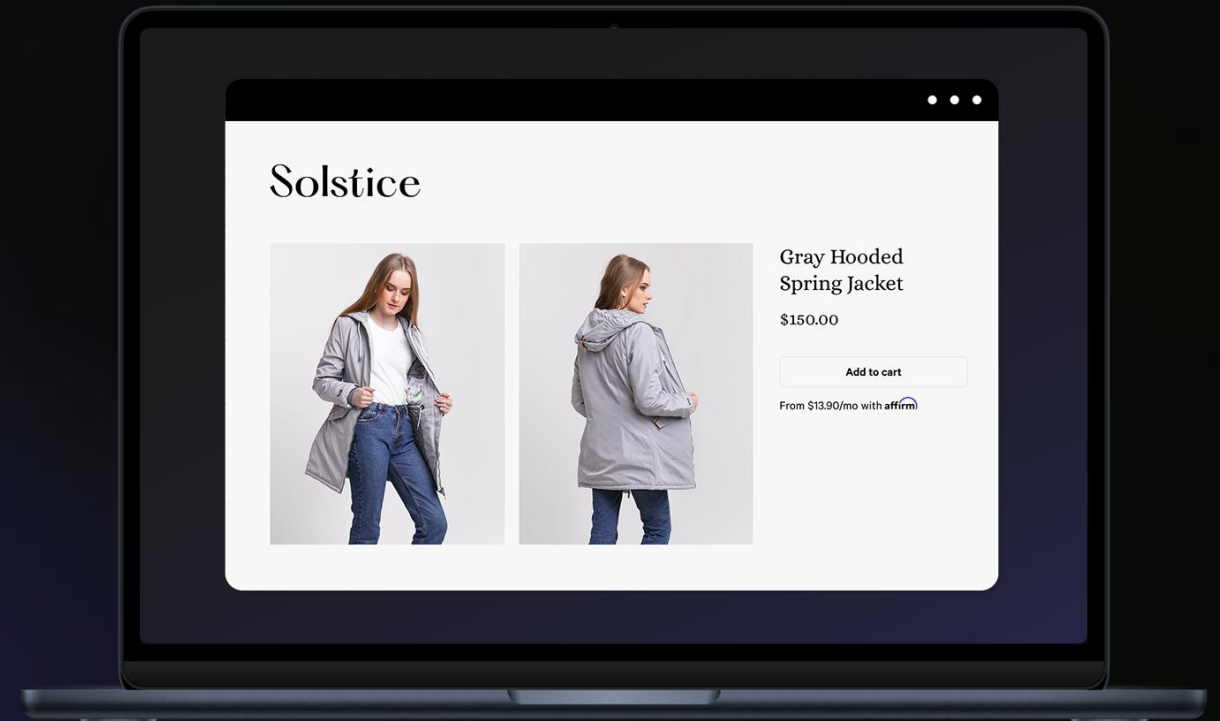 Solstice
Gray Hooded
Spring Jacket
$150.00
Add to cart
From $13.90/mo with affirm